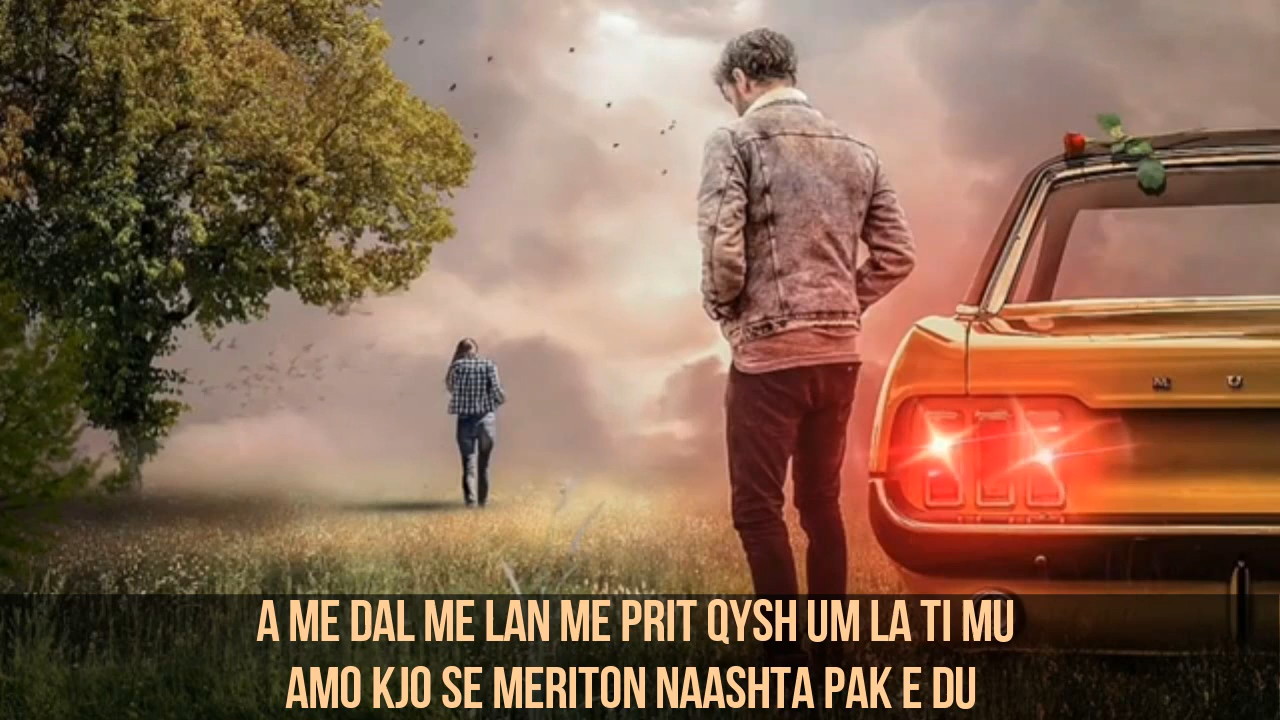 M U
A ME DAL ME LAN ME PRIT QYSH UM LA TI MU
AMO KJO SE MERITON NAASHTA PAK E DU